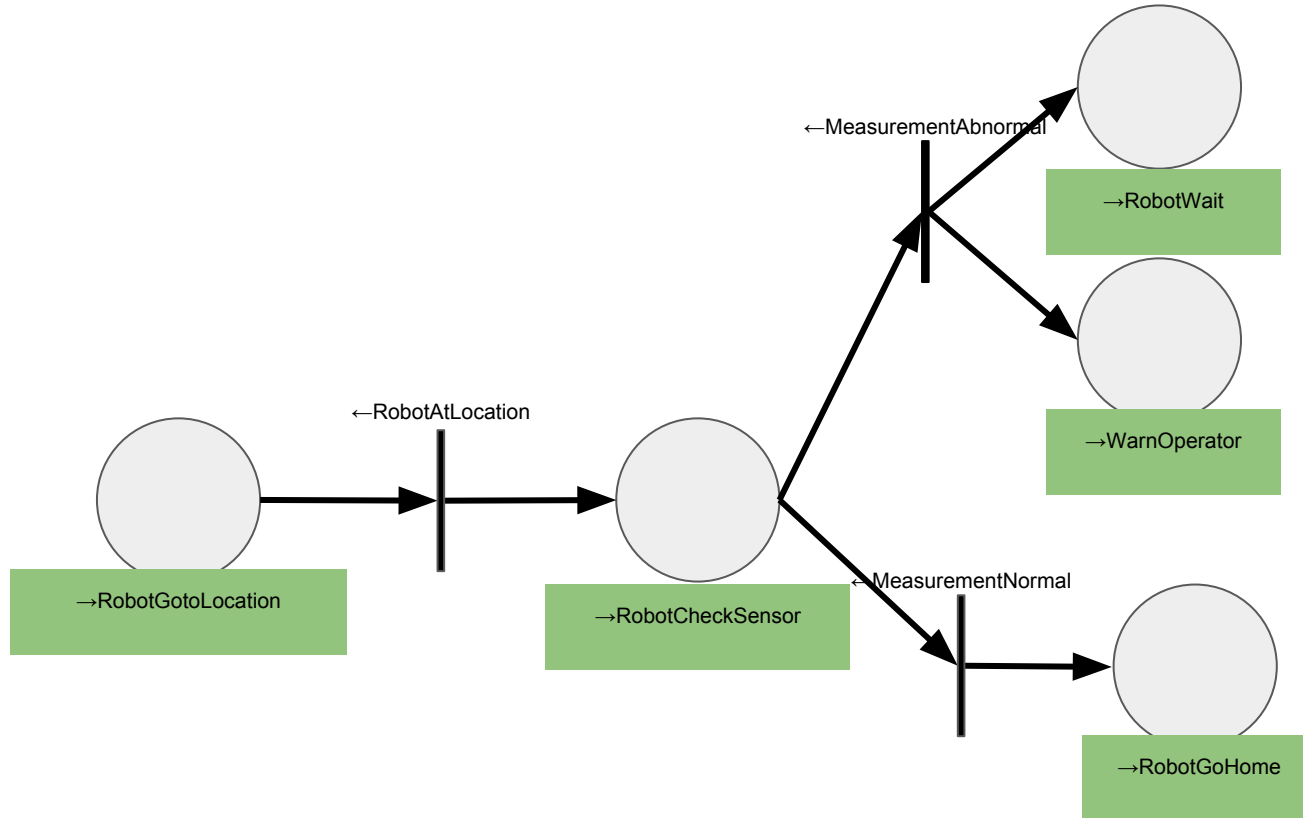 ←MeasurementAbnormal
→RobotWait
←RobotAtLocation
→WarnOperator
→RobotGotoLocation
→RobotCheckSensor
←MeasurementNormal
→RobotGoHome